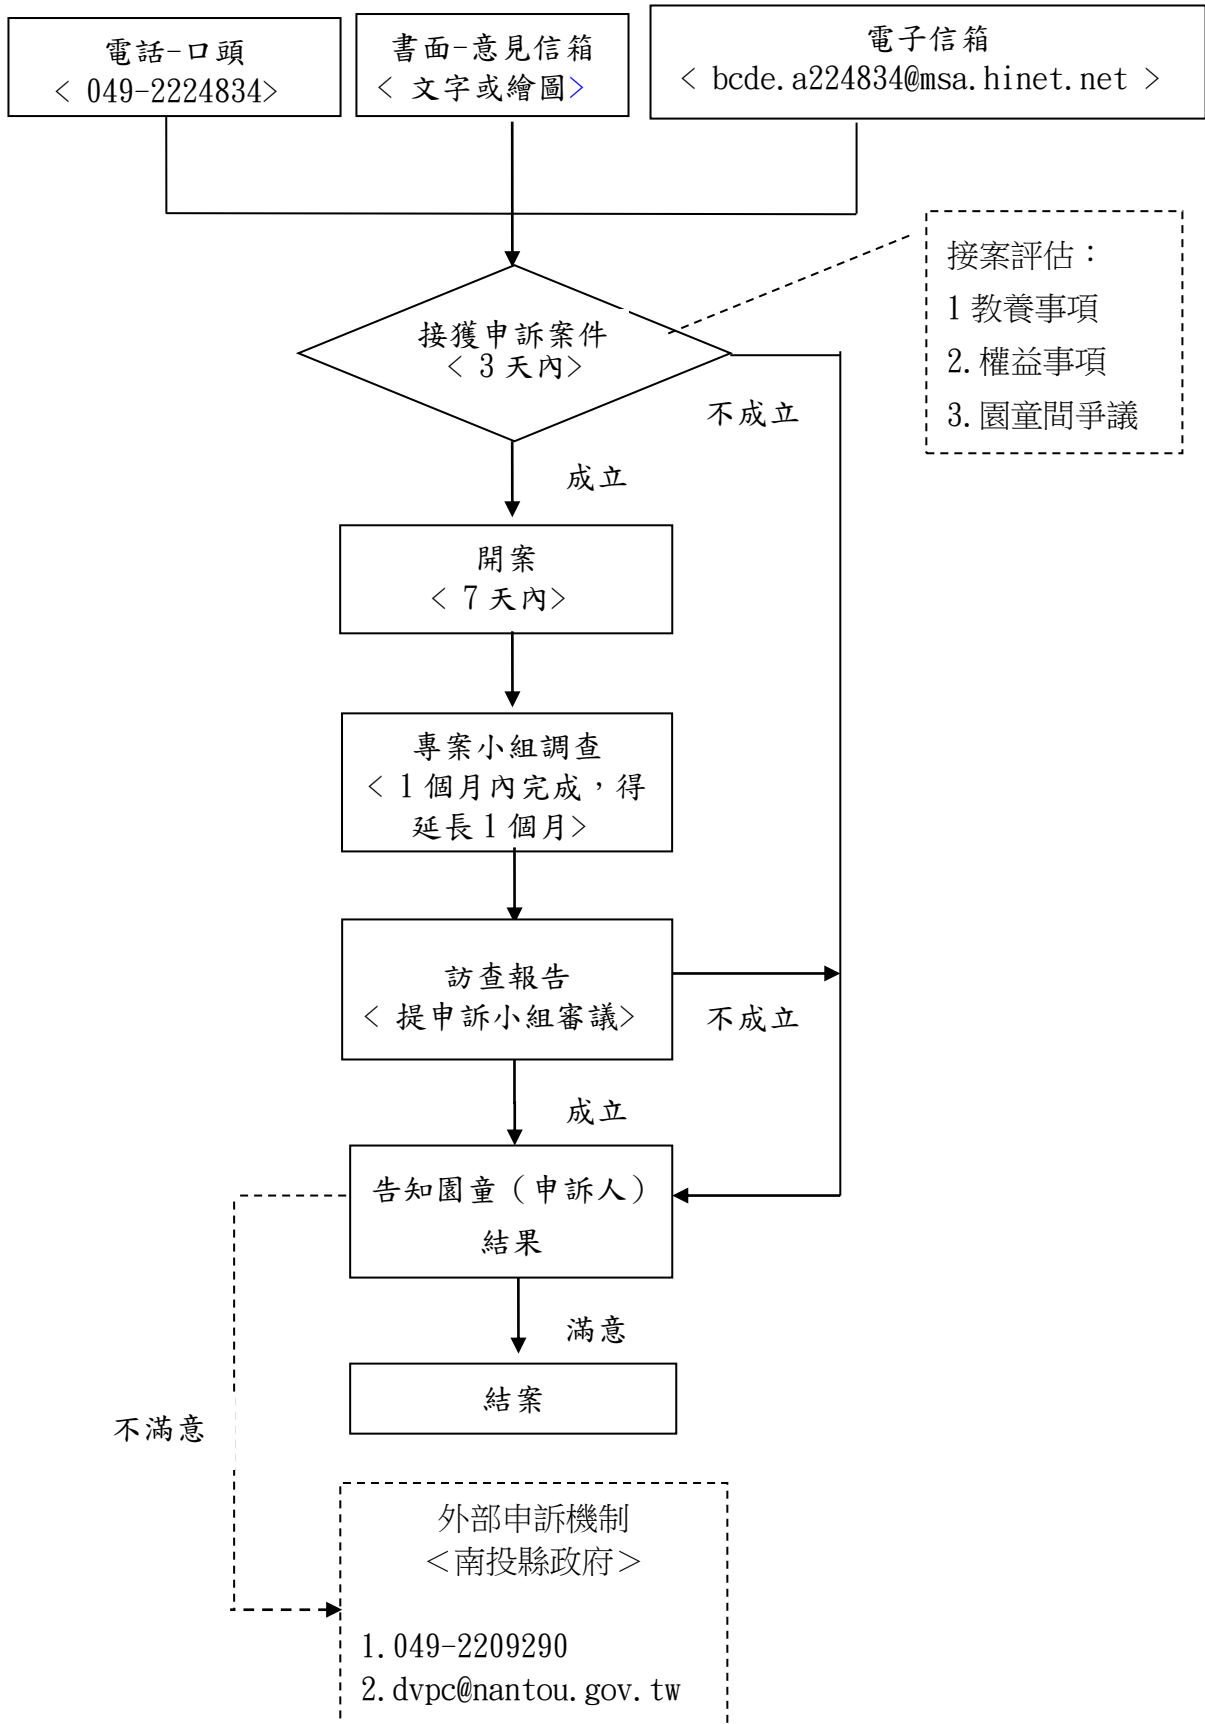 電話-口頭
< 049-2224834>
書面-意見信箱
< 文字或繪圖>
電子信箱
< bcde.a224834@msa.hinet.net >
接案評估：
1 教養事項
2.權益事項
3.園童間爭議
接獲申訴案件
< 3 天內>
不成立
成立
開案
< 7 天內>
專案小組調查
< 1 個月內完成，得
延長 1 個月>
訪查報告
< 提申訴小組審議>
不成立
成立
告知園童（申訴人）
結果
滿意
結案
不滿意
外部申訴機制
＜南投縣政府＞
1.049-2209290
2.dvpc@nantou.gov.tw